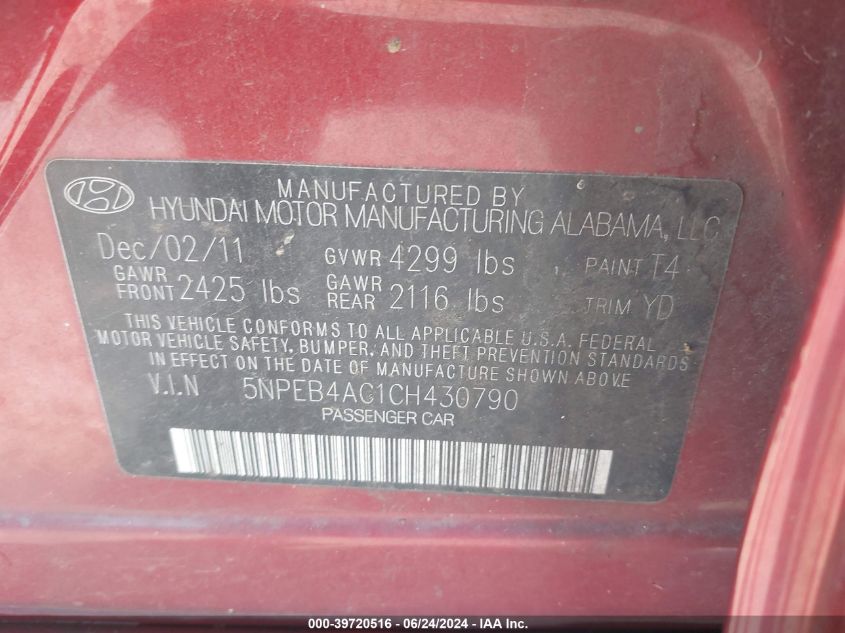 MANUFACTURED BY
HYUNDAI MOTOR MANUFACTURING ALABAMA, LLC
Dec/02/11 GVWR 4299 lbs PAINT T4
GAWR FRONT 2425 lbs GAWR REAR 2116 lbs TRIM YD
THIS VEHICLE CONFORMS TO ALL APPLICABLE U.S.A. FEDERAL
MOTOR VEHICLE SAFETY, BUMPER, AND THEFT PREVENTION STANDARDS
IN EFFECT ON THE DATE OF MANUFACTURE SHOWN ABOVE.
V.I.N 5NPEB4AC1CH430790
PASSENGER CAR
000-39720516 - 06/24/2024 - IAA Inc.